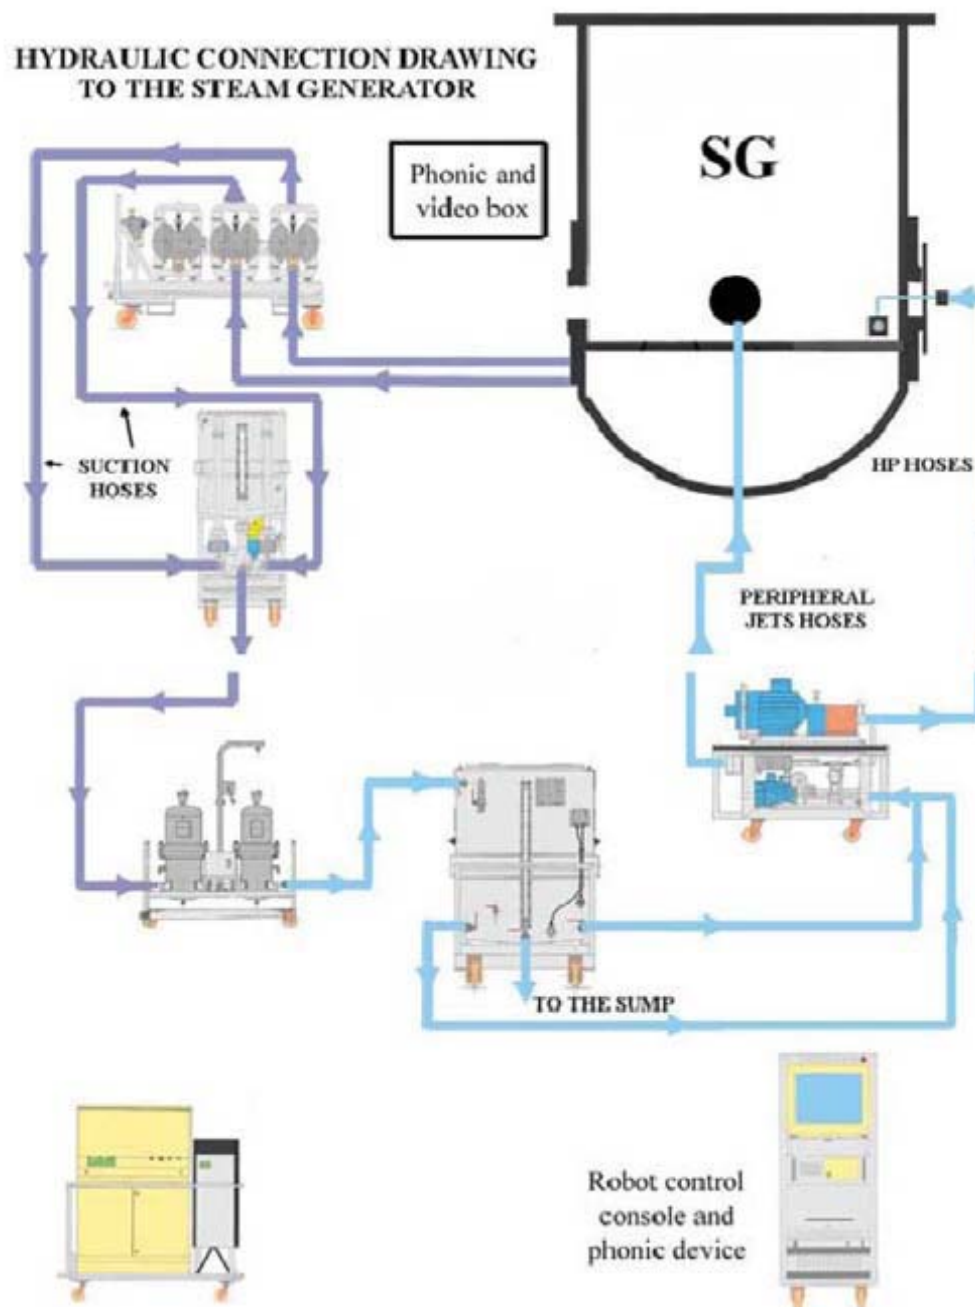 HYDRAULIC CONNECTION DRAWING
TO THE STEAM GENERATOR
Phonic and
video box
SG
SUCTION
HOSES
HP HOSES
PERIPHERAL
JETS HOSES
TO THE SUMP
Robot control
console and
phonic device